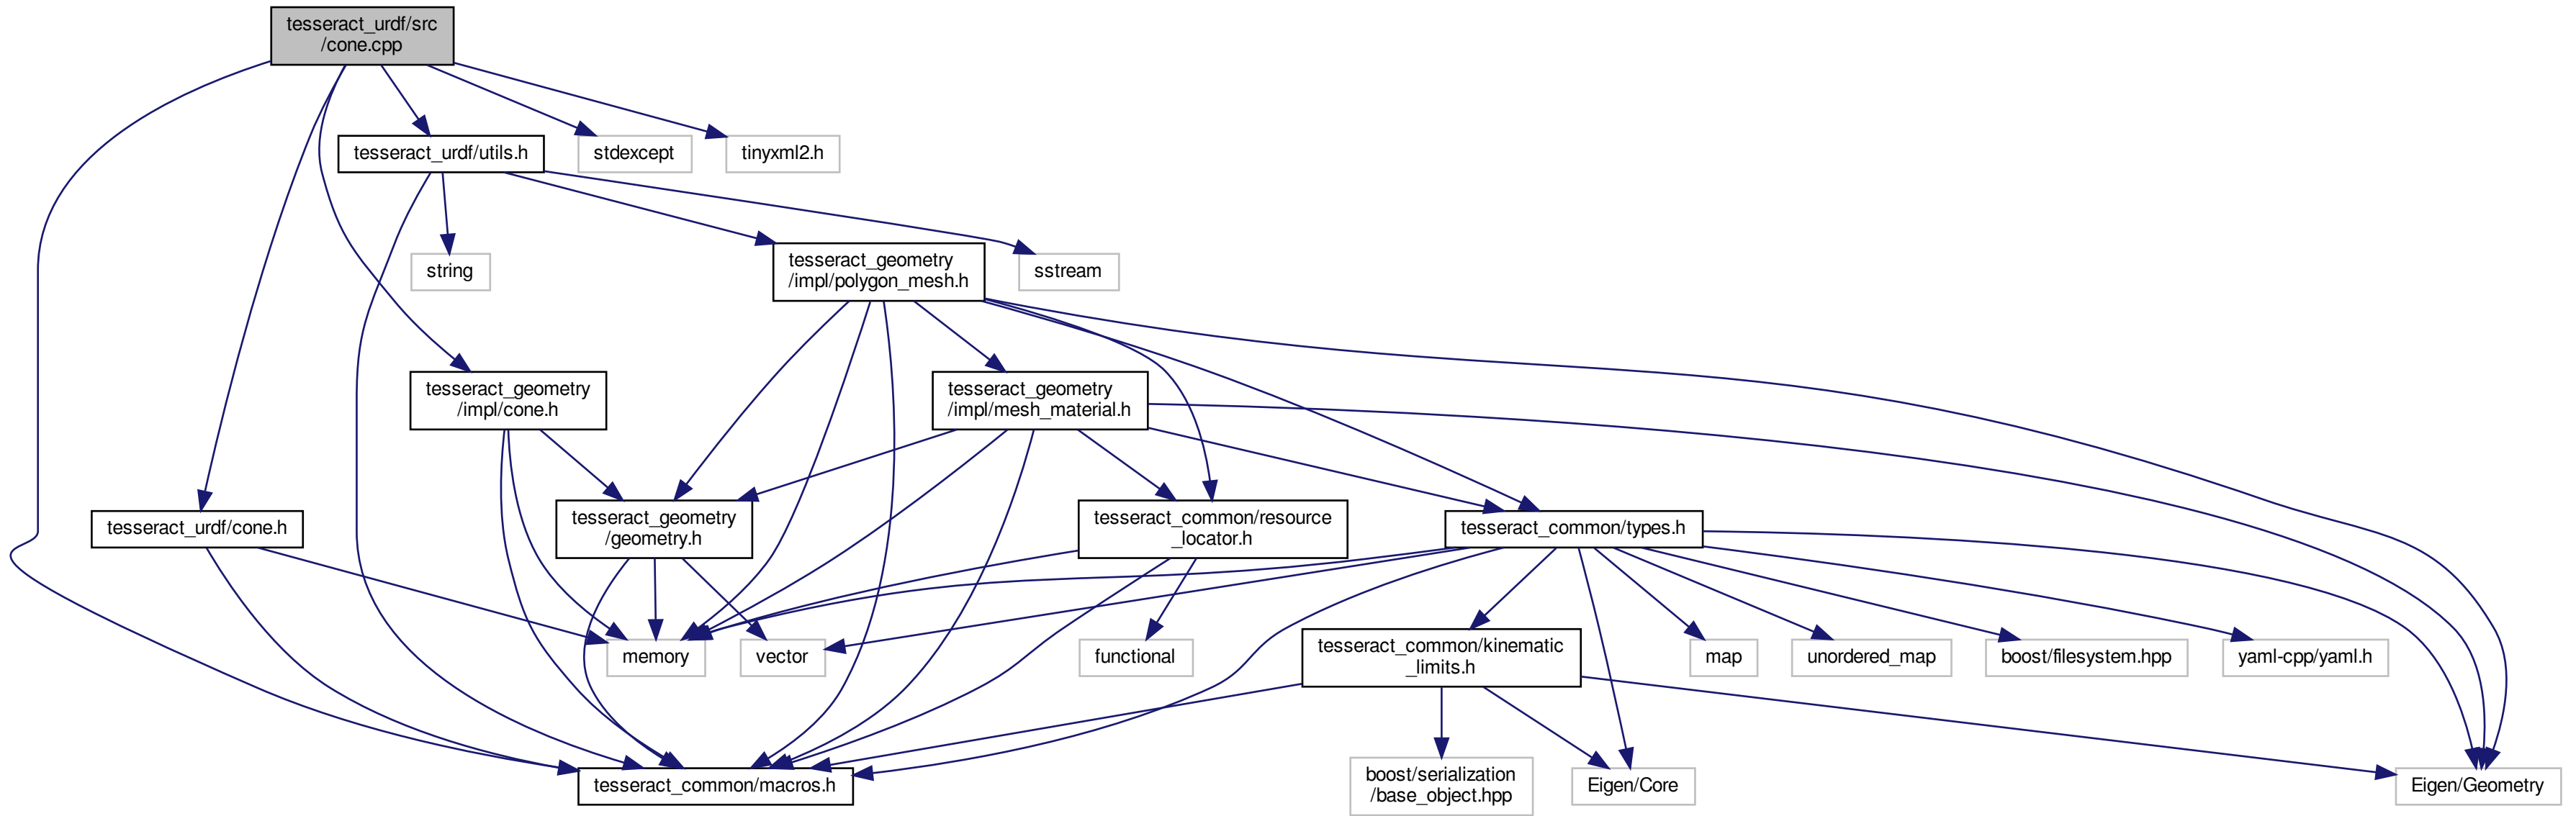 tesseract_urdf/src
/cone.cpp
tesseract_urdf/utils.h
stdexcept
tinyxml2.h
string
tesseract_geometry
/impl/polygon_mesh.h
sstream
tesseract_geometry
/impl/cone.h
tesseract_geometry
/impl/mesh_material.h
tesseract_urdf/cone.h
tesseract_geometry
/geometry.h
tesseract_common/resource
_locator.h
tesseract_common/types.h
memory
vector
functional
tesseract_common/kinematic
_limits.h
map
unordered_map
boost/filesystem.hpp
yaml-cpp/yaml.h
tesseract_common/macros.h
boost/serialization
/base_object.hpp
Eigen/Core
Eigen/Geometry